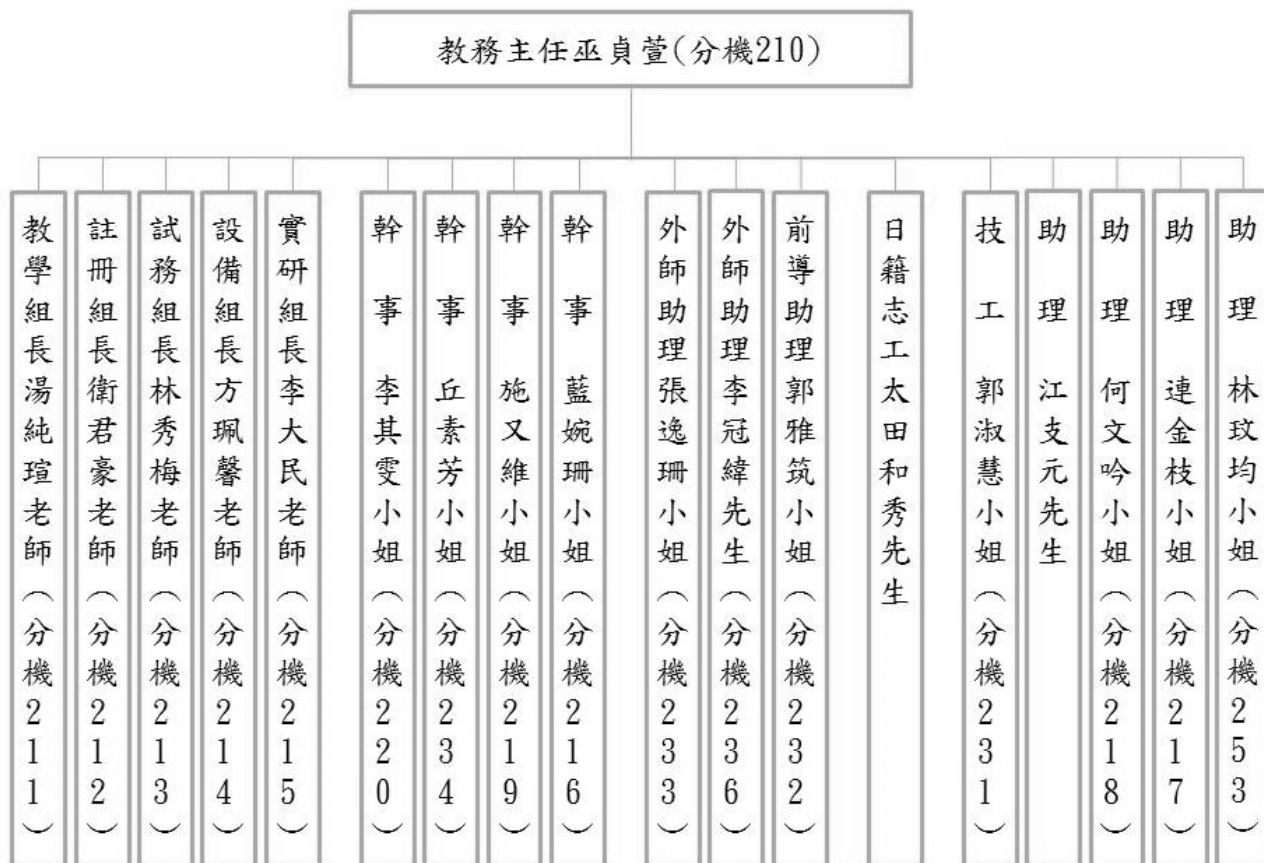 教務主任巫貞萱(分機210)
教學組長湯純瑄老師(分機211)
註冊組長衛君豪老師(分機212)
試務組長林秀梅老師(分機213)
設備組長方珮馨老師(分機214)
實研組長李大民老師(分機215)
幹事 李其雯小姐(分機220)
幹事 丘素芳小姐(分機234)
幹事 施又維小姐(分機219)
幹事 藍婉珊小姐(分機216)
外師助理張逸珊小姐(分機233)
外師助理李冠緯先生(分機236)
前導助理郭雅筑小姐(分機232)
日籍志工太田和秀先生
技工 郭淑慧小姐(分機231)
助理 江支元先生
助理 何文吟小姐(分機218)
助理 連金枝小姐(分機217)
助理 林玟均小姐(分機253)